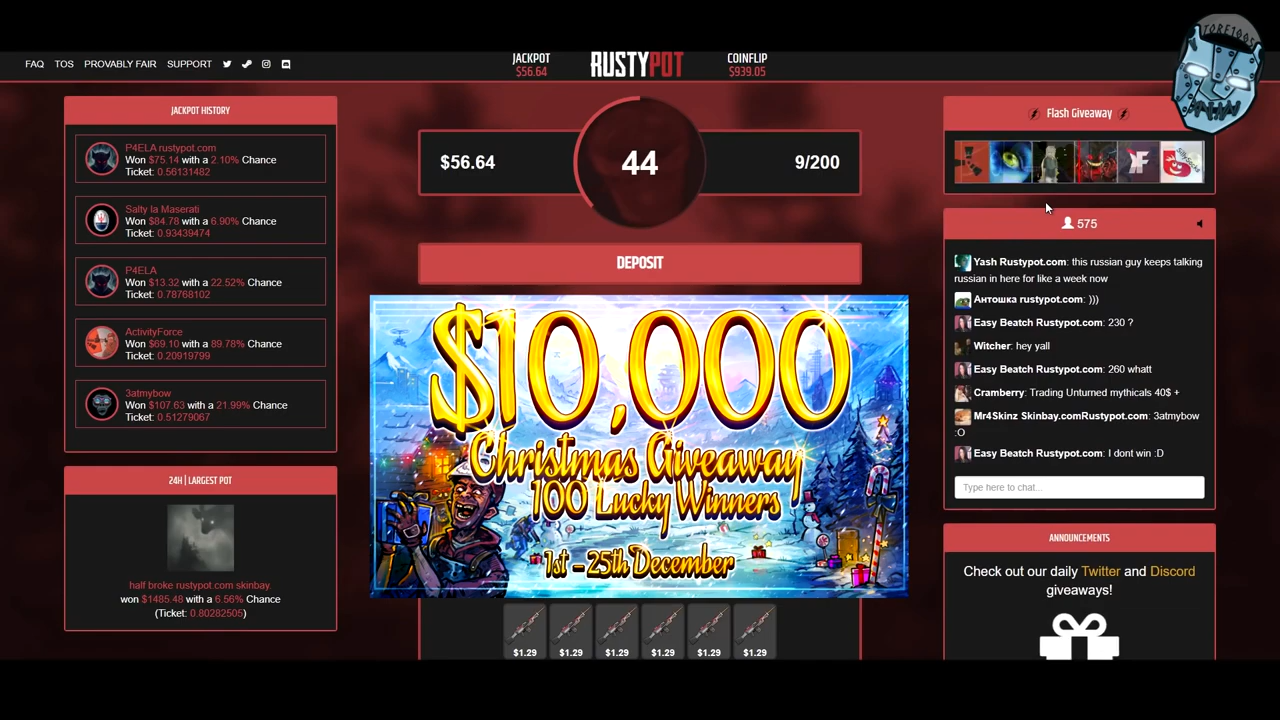 FAQ TOS PROVABLY FAIR SUPPORT
JACKPOT
$56.64
RUSTYPOT
COINFLIP
$939.05
JACKPOT HISTORY
P4ELA rustypot.com
Won $75.14 with a 2.10% Chance
Ticket: 0.56131482
Salty la Maserati
Won $84.78 with a 6.90% Chance
Ticket: 0.93439474
P4ELA
Won $13.32 with a 22.52% Chance
Ticket: 0.78768102
ActivityForce
Won $69.10 with a 89.78% Chance
Ticket: 0.20919799
3atmybow
Won $107.63 with a 21.99% Chance
Ticket: 0.51279067
24H | LARGEST POT
half broke rustypot.com skinbay.
won $1485.48 with a 6.56% Chance
(Ticket: 0.80282505)
$56.64
44
9/200
DEPOSIT
$10,000
Christmas Giveaway
100 Lucky Winners
1st - 25th December
$1.29 $1.29 $1.29 $1.29 $1.29 $1.29
Flash Giveaway
575
Yash Rustypot.com: this russian guy keeps talking
russian in here for like a week now
Антошка rustypot.com: )))
Easy Beatch Rustypot.com: 230 ?
Witcher: hey yall
Easy Beatch Rustypot.com: 260 whatt
Cramberry: Trading Unturned mythicals 40$ +
Mr4Skinz Skinbay.comRustypot.com: 3atmybow
:O
Easy Beatch Rustypot.com: I dont win :D
Type here to chat...
ANNOUNCEMENTS
Check out our daily Twitter and Discord
giveaways!